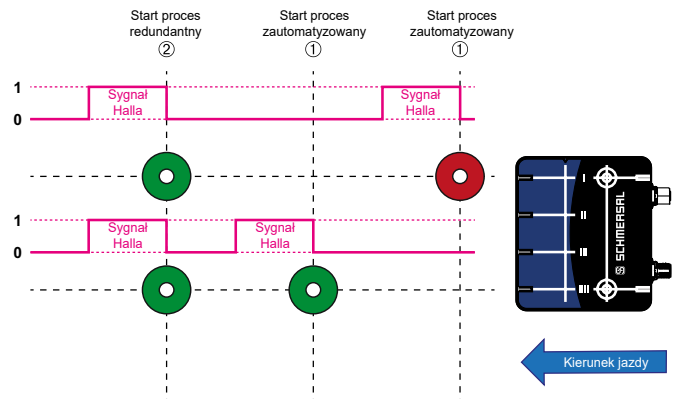 Start proces
redundantny
②
Start proces
zautomatyzowany
①
Start proces
zautomatyzowany
①
1
0
Sygnał
Halla
Sygnał
Halla
1
0
Sygnał
Halla
Sygnał
Halla
I
II
III
IIII
SCHMERSAL
Kierunek jazdy